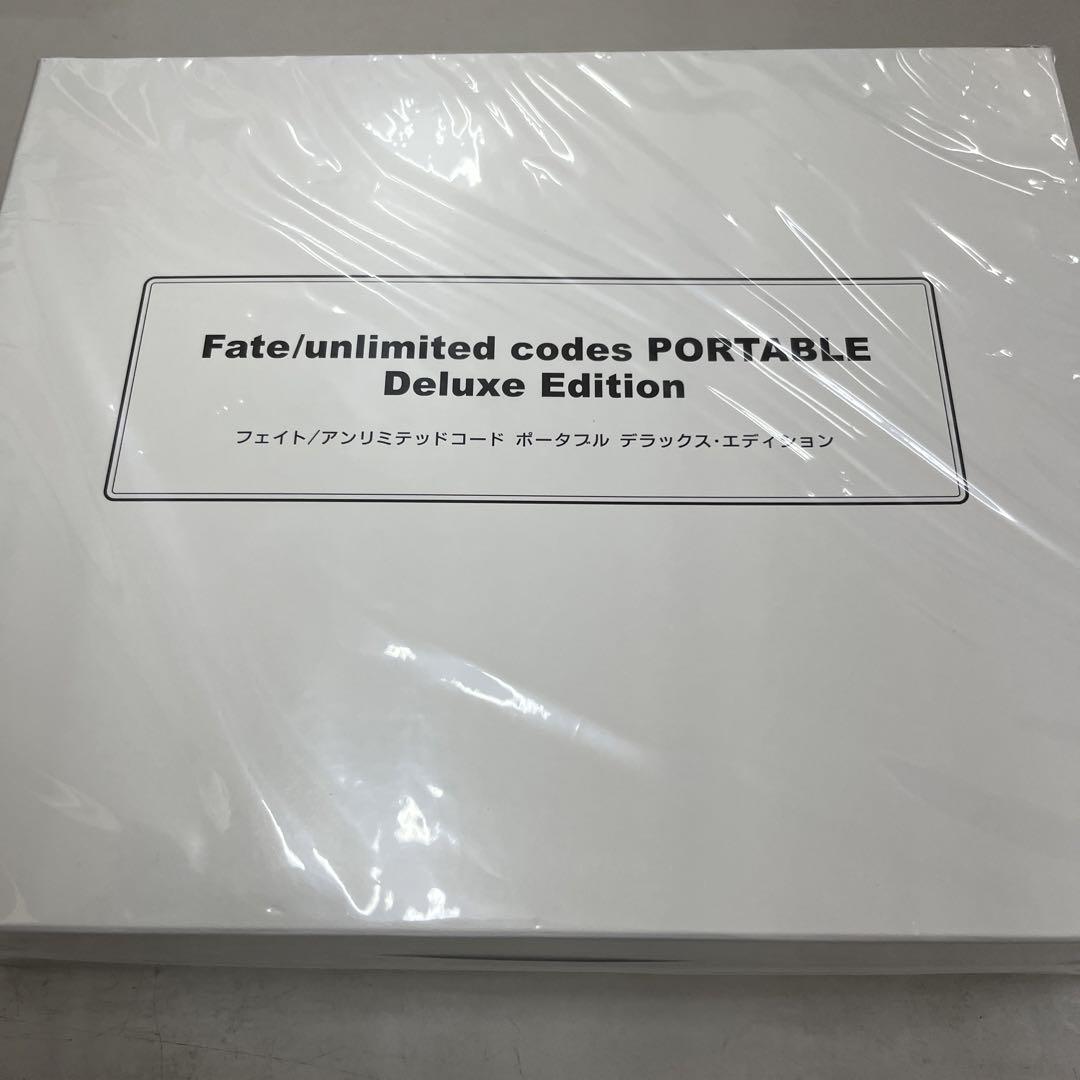 Fate/unlimited codes PORTABLE
Deluxe Edition
フェイト/アンリミテッドコード ポータブル デラックス・エディション